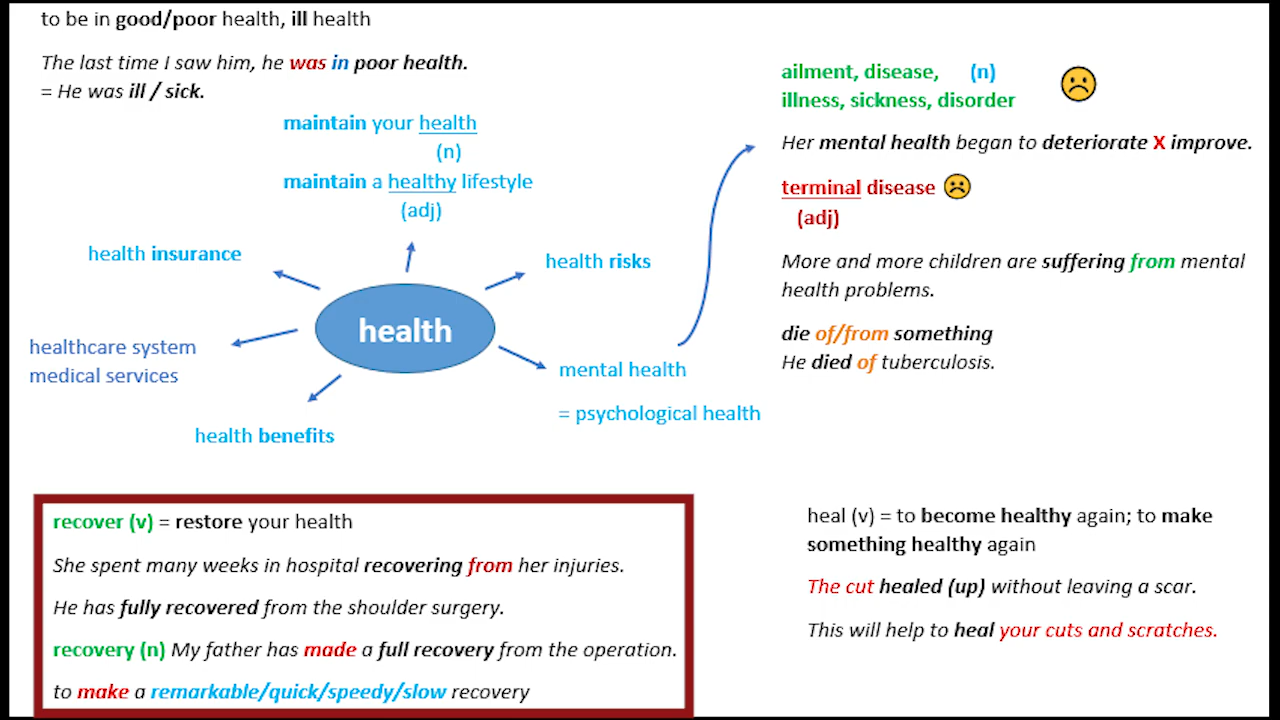 to be in good/poor health, ill health
The last time I saw him, he was in poor health.
= He was ill / sick.
maintain your health
(n)
maintain a healthy lifestyle
(adj)
health insurance
health risks
health
healthcare system
medical services
mental health
= psychological health
health benefits
ailment, disease, (n)
illness, sickness, disorder
Her mental health began to deteriorate X improve.
terminal disease
(adj)
More and more children are suffering from mental
health problems.
die of/from something
He died of tuberculosis.
recover (v) = restore your health
She spent many weeks in hospital recovering from her injuries.
He has fully recovered from the shoulder surgery.
recovery (n) My father has made a full recovery from the operation.
to make a remarkable/quick/speedy/slow recovery
heal (v) = to become healthy again; to make
something healthy again
The cut healed (up) without leaving a scar.
This will help to heal your cuts and scratches.